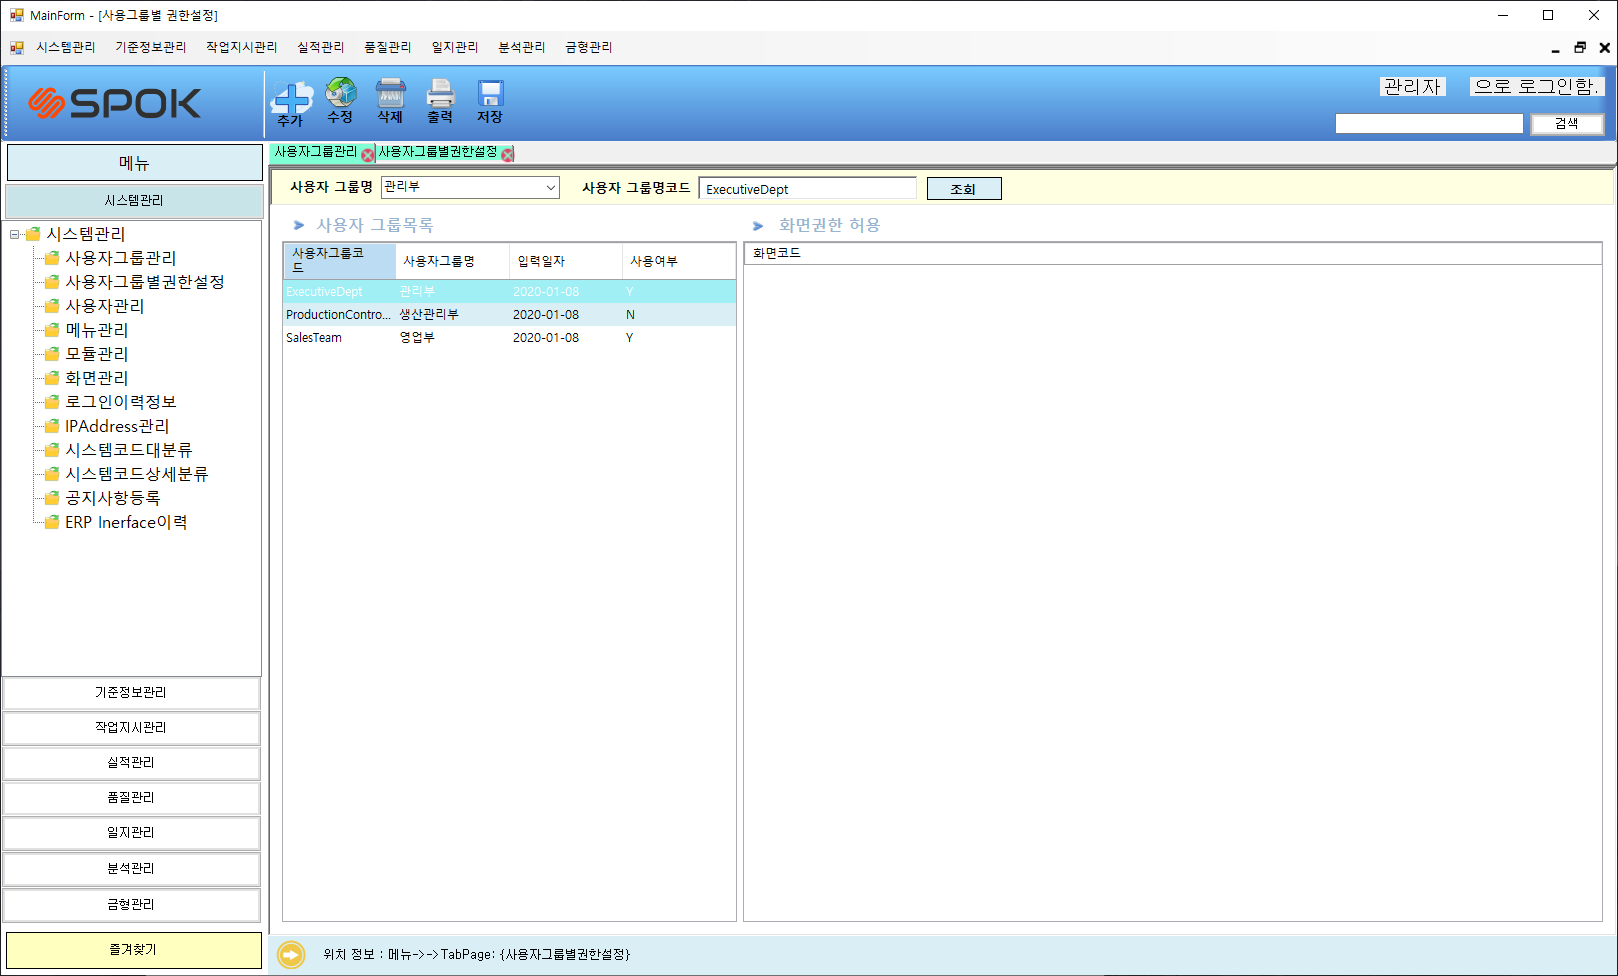 MainForm - [사용그룹별 권한설정]
시스템관리 기준정보관리 작업지시관리 실적관리 품질관리 일지관리 분석관리 금형관리
SPOK
추가 수정 삭제 출력 저장
관리자 으로 로그인함.
검색
메뉴
시스템관리
시스템관리
사용자그룹관리
사용자그룹별권한설정
사용자관리
메뉴관리
모듈관리
화면관리
로그인이력정보
IPAddress관리
시스템코드대분류
시스템코드상세분류
공지사항등록
ERP Inerface이력
기준정보관리
작업지시관리
실적관리
품질관리
일지관리
분석관리
금형관리
즐겨찾기
사용자그룹관리 사용자그룹별권한설정
사용자 그룹명 관리부 사용자 그룹명코드 ExecutiveDept 조회
사용자 그룹목록
사용자그룹코
드
사용자그룹명 입력일자 사용여부
ExecutiveDept 관리부 2020-01-08 Y
ProductionContro... 생산관리부 2020-01-08 N
SalesTeam 영업부 2020-01-08 Y
화면권한 허용
화면코드
위치 정보 : 메뉴->->TabPage: {사용자그룹별권한설정}